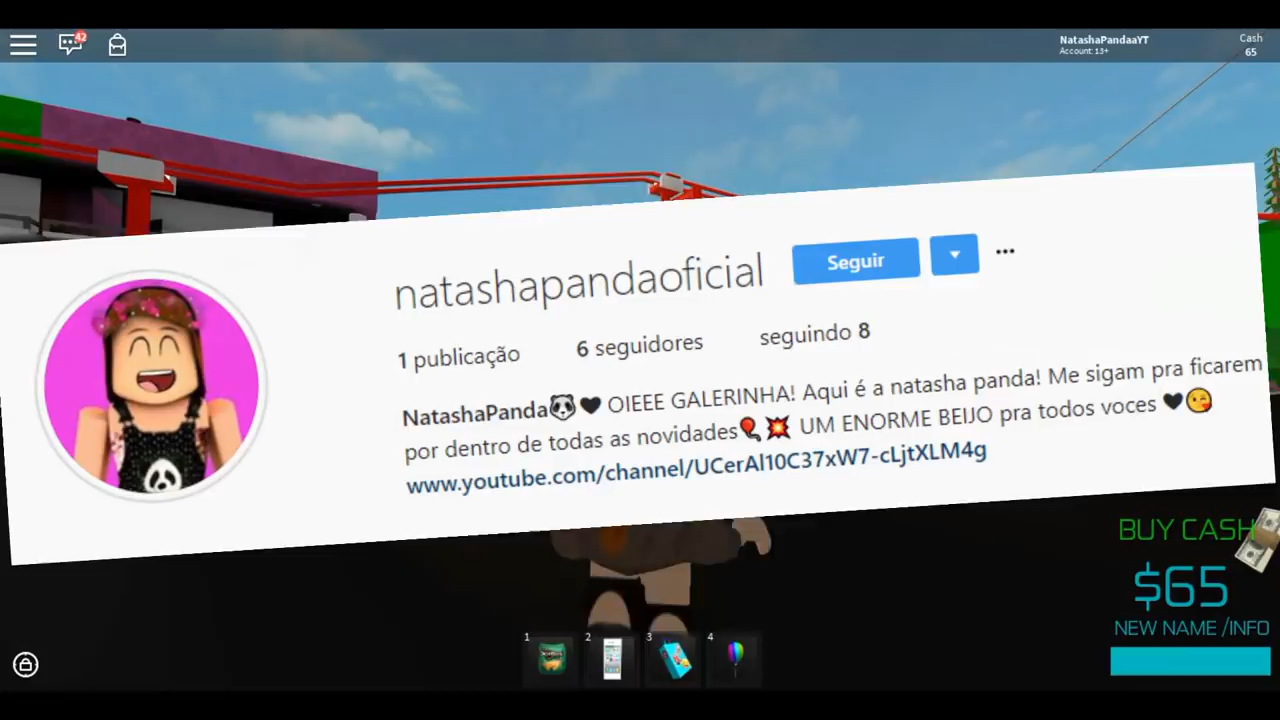 42
NatashaPandaaYT
Account: 13+
Cash
65
natashapandaoficial
Seguir
1 publicação 6 seguidores seguindo 8
NatashaPanda🐼🖤 OIEEE GALERINHA! Aqui é a natasha panda! Me sigam pra ficarem
por dentro de todas as novidades🎈💥 UM ENORME BEIJO pra todos voces 🖤😘
www.youtube.com/channel/UCerAl10C37xW7-cLjtXLM4g
BUY CASH
$65
NEW NAME /INFO
1 2 3 4